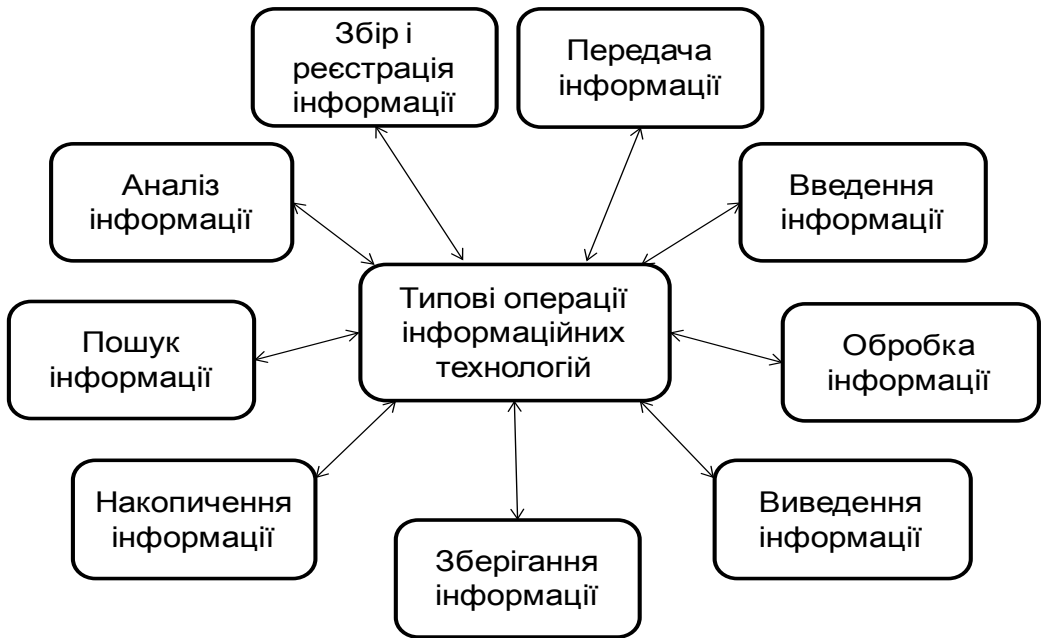 Збір і
реєстрація
інформації
Передача
інформації
Аналіз
інформації
Введення
інформації
Типові операції
інформаційних
технологій
Пошук
інформації
Обробка
інформації
Накопичення
інформації
Зберігання
інформації
Виведення
інформації